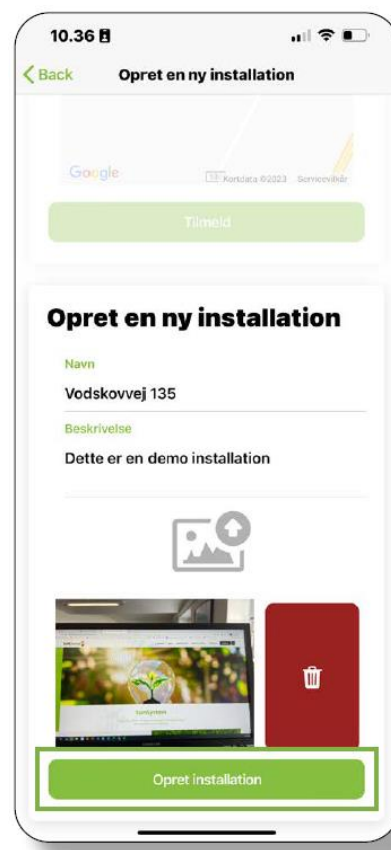 10.36
Back
Opret en ny installation
Google
Kortdata ©2023
Servicevilkår
Tilmeld
Opret en ny installation
Navn
Vodskovvej 135
Beskrivelse
Dette er en demo installation
Opret installation